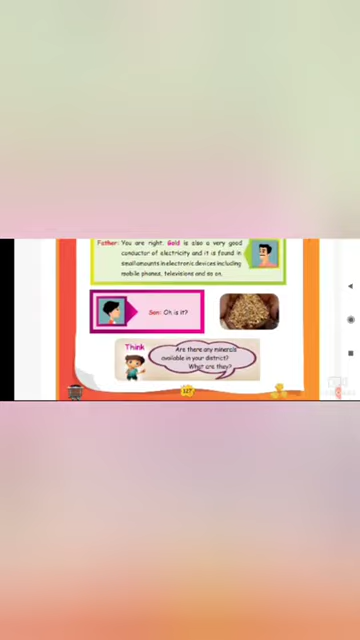 Father: You are right. Gold is also a very good
conductor of electricity and it is found in
small amounts in electronic devices including
mobile phones, televisions and so on.
Son: Oh is it?
Think
Are there any minerals
available in your district?
What are they?
127